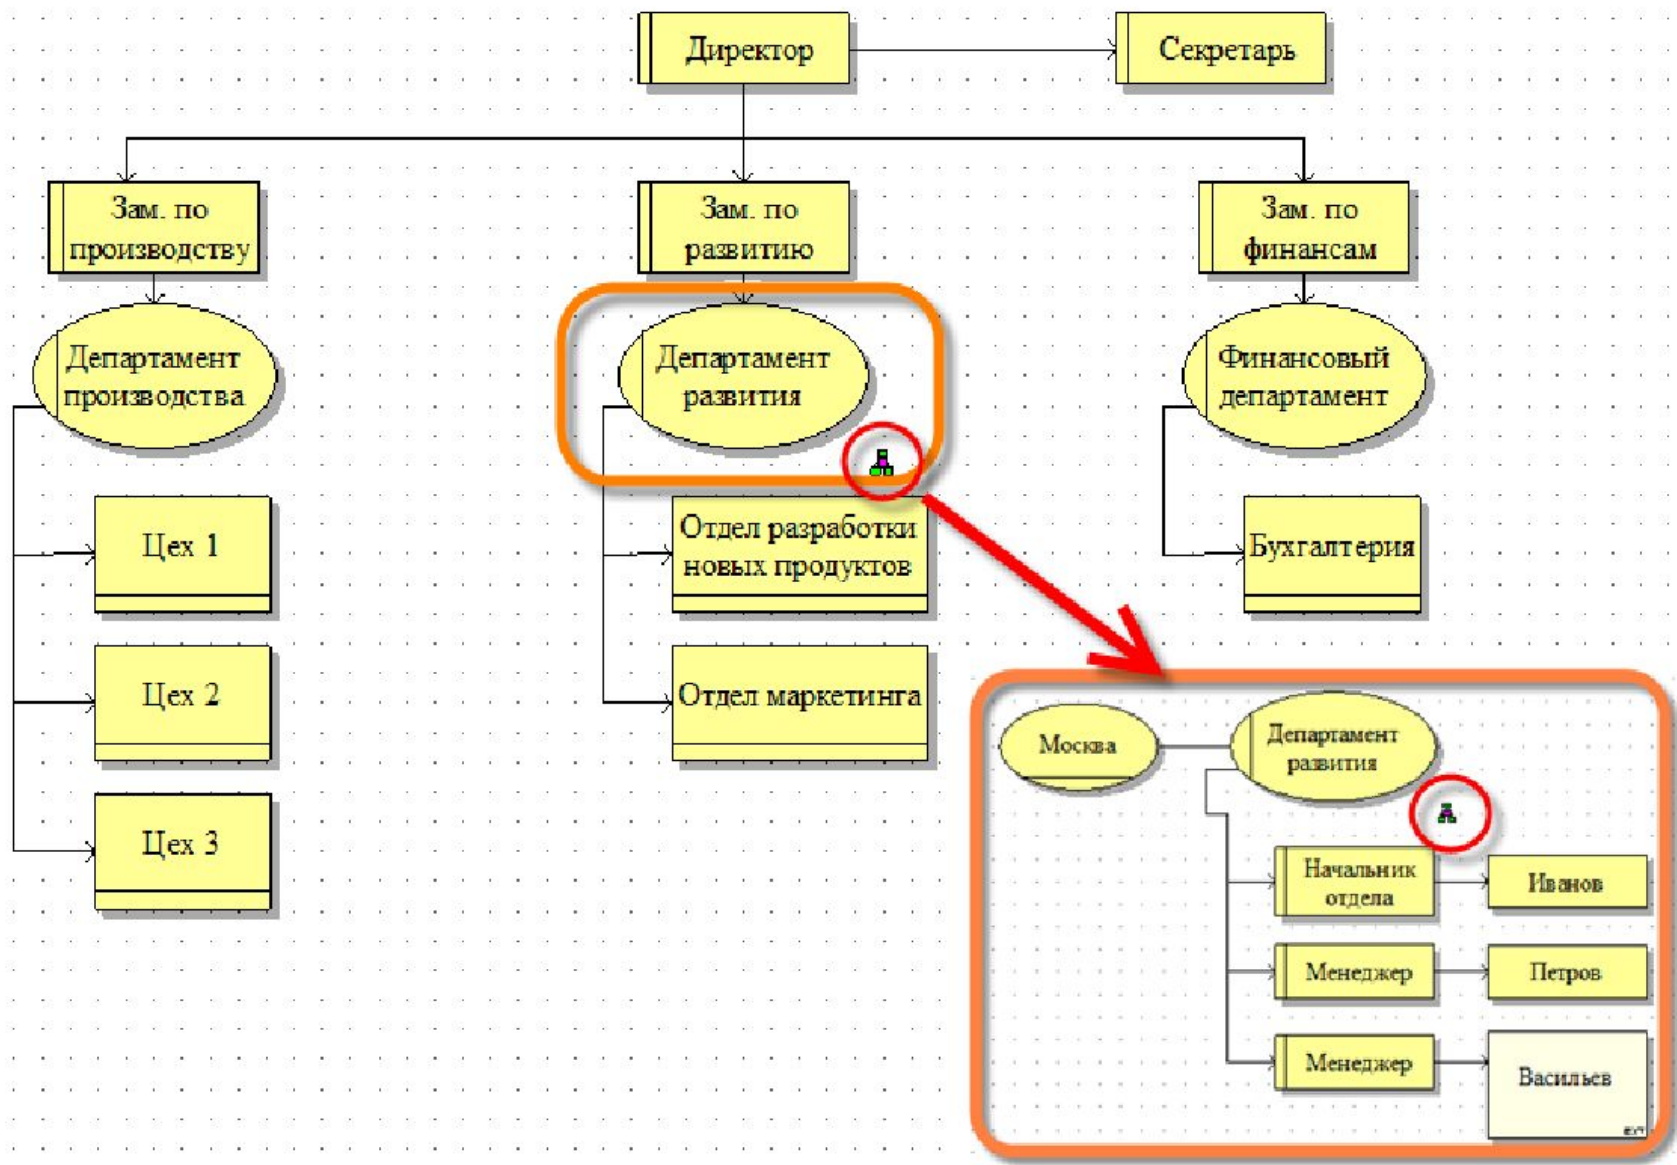 Директор
Секретарь
Зам. по
производству
Зам. по
развитию
Зам. по
финансам
Департамент
производства
Департамент
развития
Финансовый
департамент
Цех 1
Отдел разработки
новых продуктов
Бухгалтерия
Цех 2
Отдел маркетинга
Цех 3
Москва
Департамент
развития
Начальник
отдела
Иванов
Менеджер
Петров
Менеджер
Васильев